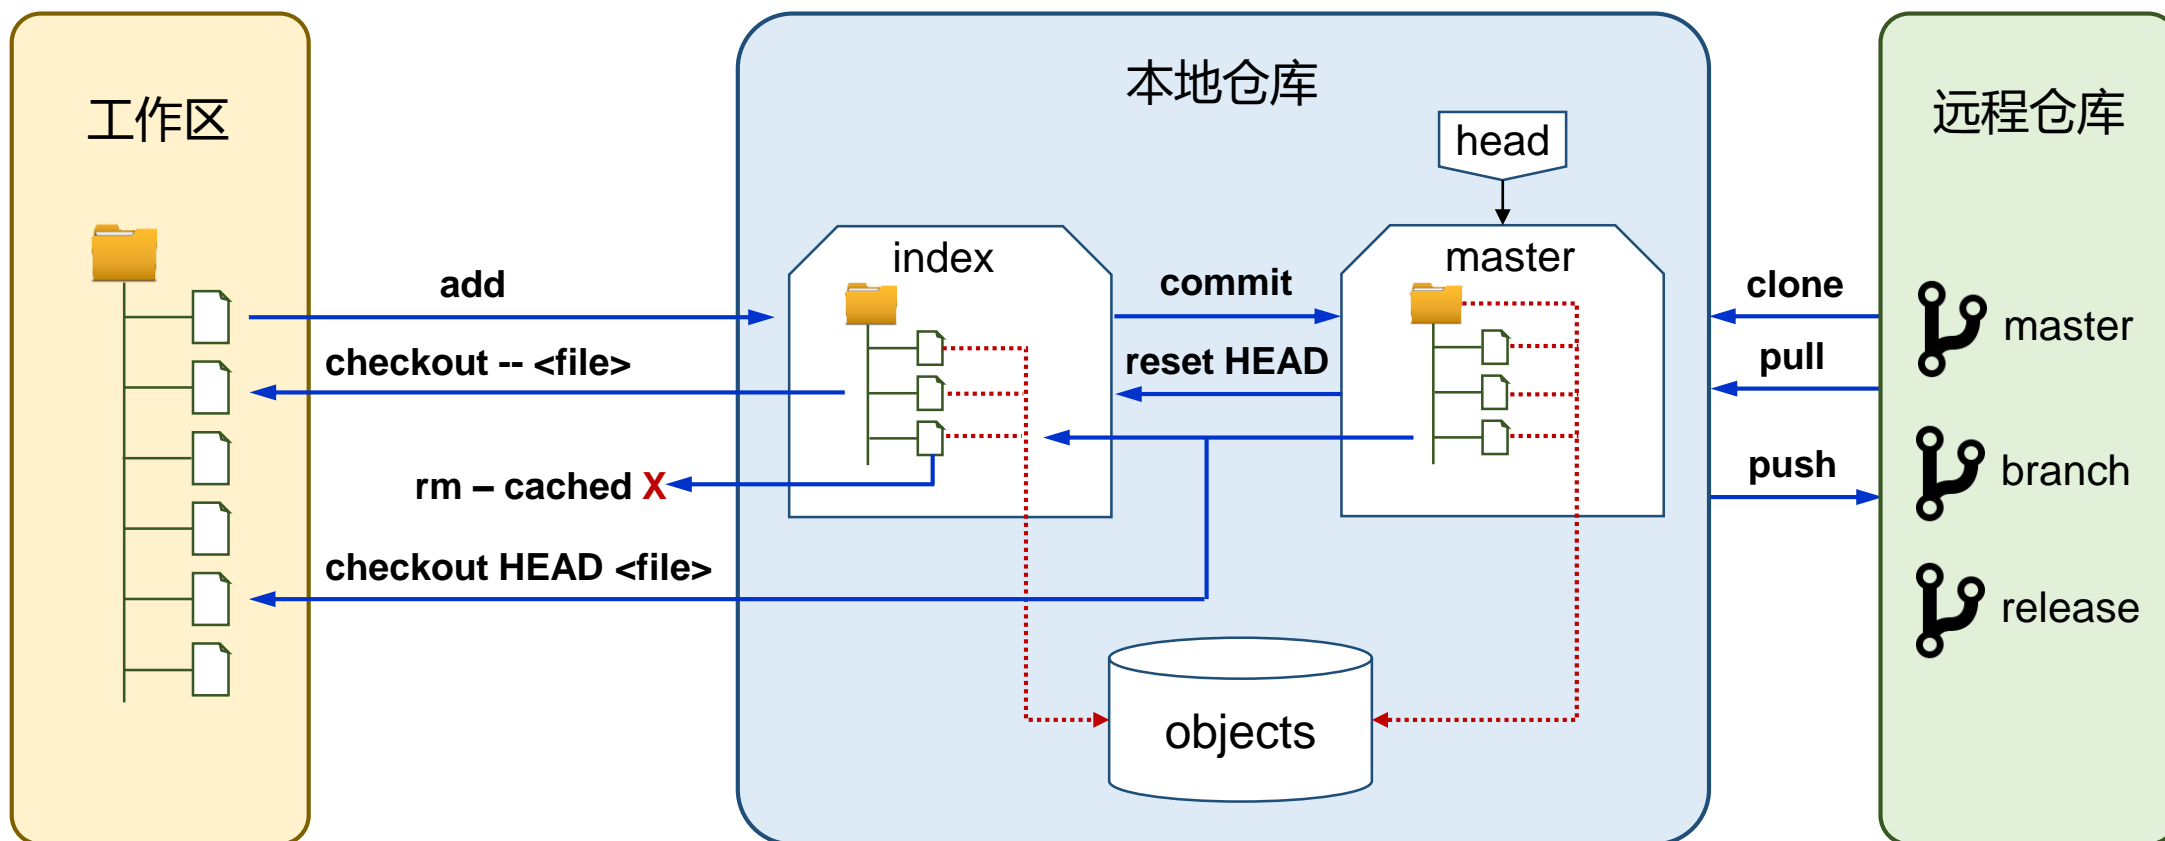 工作区
本地仓库
远程仓库
head
index
master
add
commit
clone
master
checkout -- <file>
reset HEAD
pull
push
branch
rm – cached X
checkout HEAD <file>
release
objects